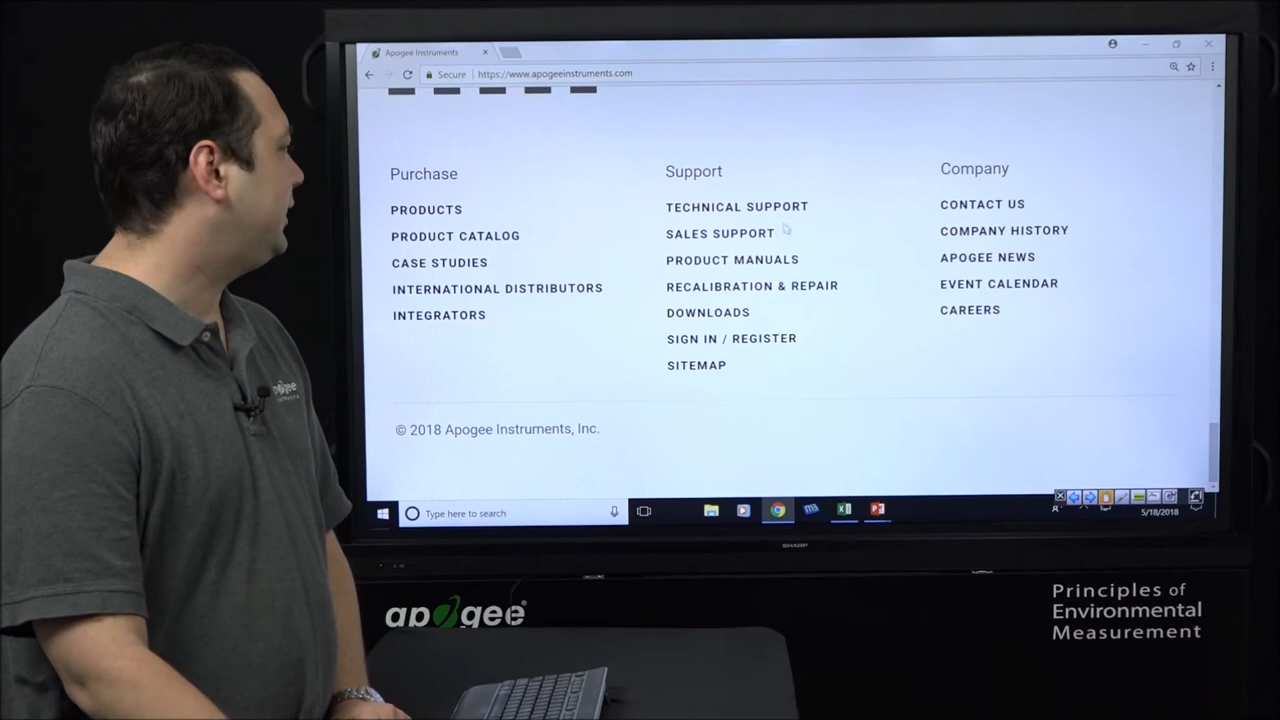 Apogee Instruments
Secure
https://www.apogeeinstruments.com
Purchase
PRODUCTS
PRODUCT CATALOG
CASE STUDIES
INTERNATIONAL DISTRIBUTORS
INTEGRATORS
Support
TECHNICAL SUPPORT
SALES SUPPORT
PRODUCT MANUALS
RECALIBRATION & REPAIR
DOWNLOADS
SIGN IN / REGISTER
SITEMAP
Company
CONTACT US
COMPANY HISTORY
APOGEE NEWS
EVENT CALENDAR
CAREERS
© 2018 Apogee Instruments, Inc.
Type here to search
5/18/2018
SHARP
apogee
apogee®
Principles of
Environmental
Measurement